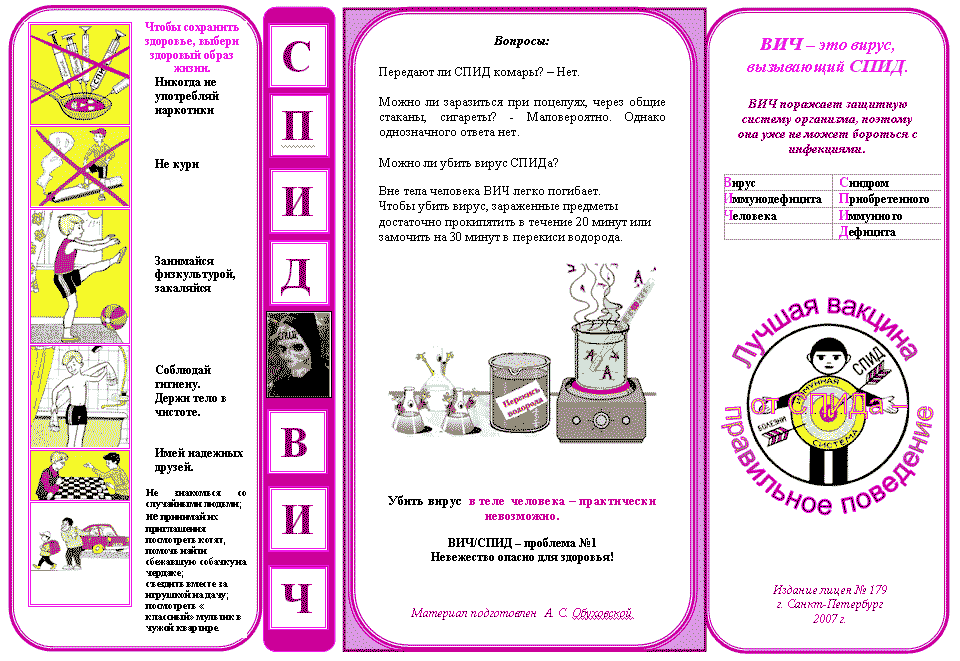 Чтобы сохранить
здоровье, выбери
здоровый образ
жизни.
Никогда не
употребляй
наркотики
Не кури
Занимайся
физкультурой,
закаляйся
Соблюдай
гигиену.
Держи тело в
чистоте.
Имей надежных
друзей.
Не знакомься со
случайными людьми;
не принимай их
приглашения
посмотреть котят,
помочь найти
сбежавшую собачку на
чердаке;
съездить вместе за
игрушкой на дачу;
посмотреть «
классный» мультик в
чужой квартире.
С
П
И
Д
СПИД
В
И
Ч
Вопросы:
Передают ли СПИД комары? – Нет.
Можно ли заразиться при поцелуях, через общие
стаканы, сигареты? - Маловероятно. Однако
однозначного ответа нет.
Можно ли убить вирус СПИДа?
Вне тела человека ВИЧ легко погибает.
Чтобы убить вирус, зараженные предметы
достаточно прокипятить в течение 20 минут или
замочить на 30 минут в перекиси водорода.
Перекись
водорода
Убить вирус в теле человека – практически
невозможно.
ВИЧ/СПИД – проблема №1
Невежество опасно для здоровья!
Материал подготовлен А. С. Обуховской.
ВИЧ – это вирус,
вызывающий СПИД.
ВИЧ поражает защитную
систему организма, поэтому
она уже не может бороться с
инфекциями.
Вирус Синдром
Иммунодефицита Приобретенного
Человека Иммунного
Дефицита
Лучшая вакцина
СПИД
ИММУННАЯ
от СПИДа –
БОЛЕЗНИ
СИСТЕМА
правильное поведение
Издание лицея № 179
г. Санкт-Петербург
2007 г.